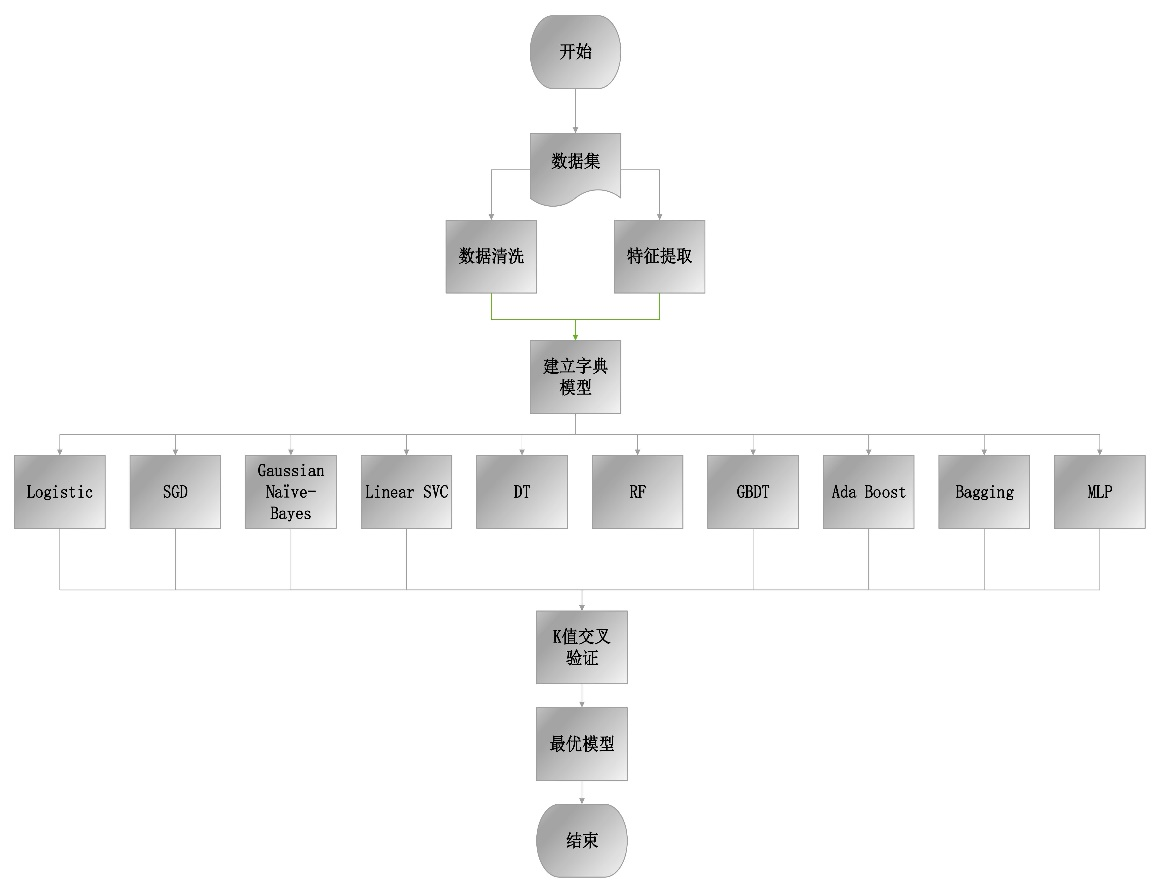 开始
数据集
数据清洗
特征提取
建立字典
模型
Logistic
SGD
Gaussian
Naïve-
Bayes
Linear SVC
DT
RF
GBDT
Ada Boost
Bagging
MLP
K值交叉
验证
最优模型
结束